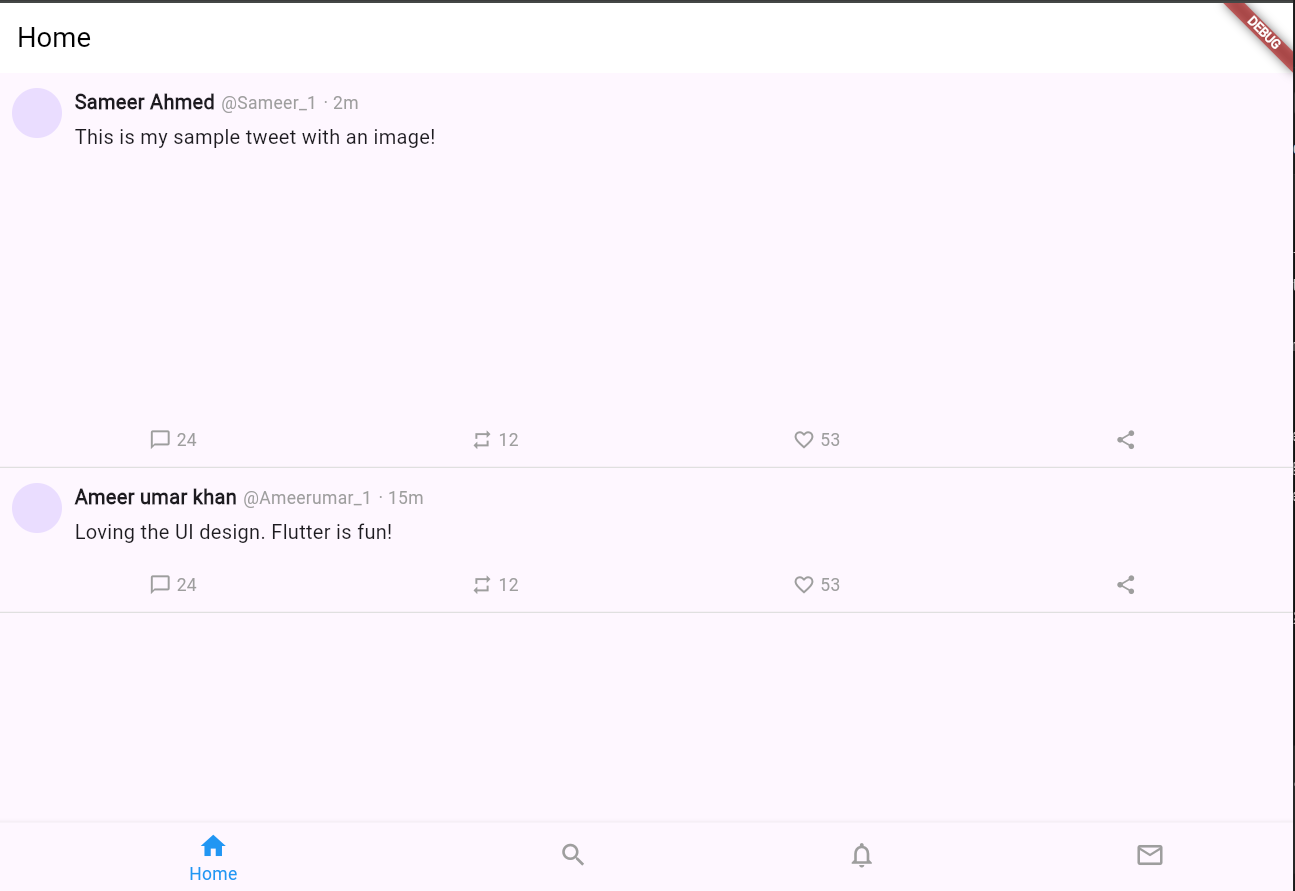 Home
DEBUG
Sameer Ahmed @Sameer_1 · 2m
This is my sample tweet with an image!
24 12 53
Ameer umar khan @Ameerumar_1 · 15m
Loving the UI design. Flutter is fun!
24 12 53
Home